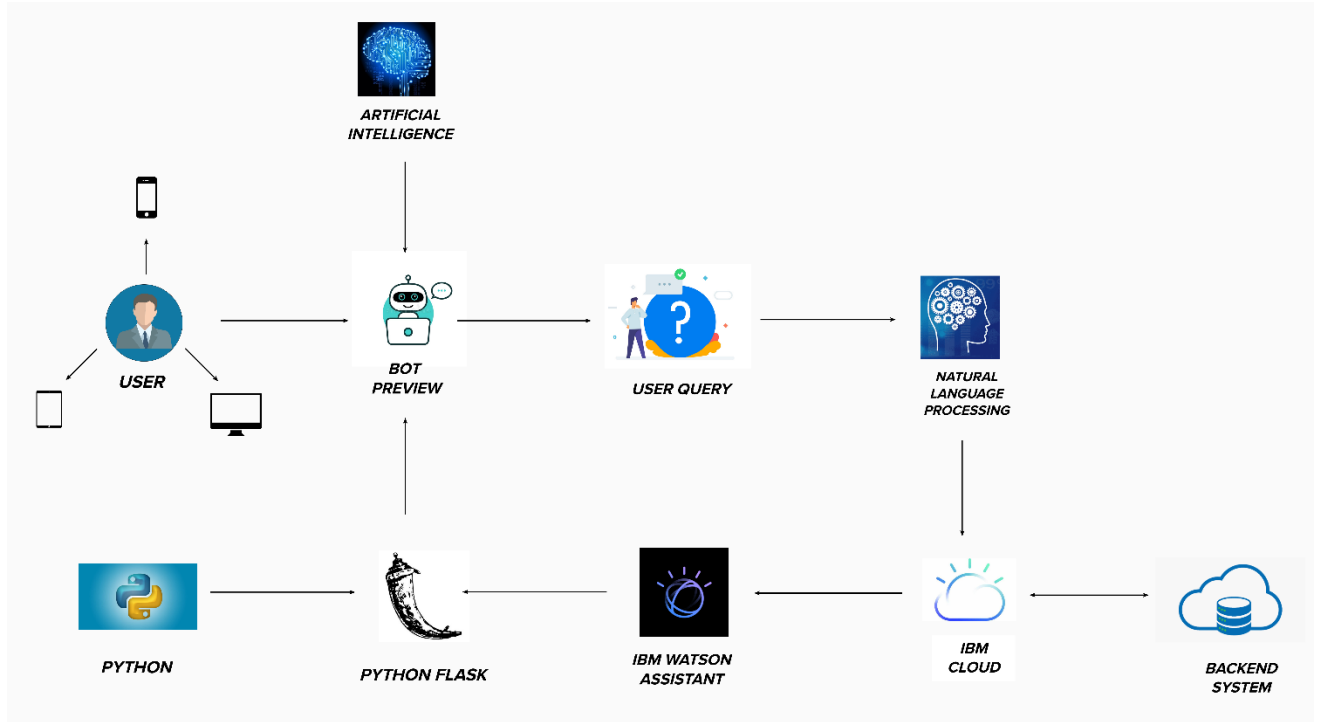 ARTIFICIAL
INTELLIGENCE
USER
BOT
PREVIEW
USER QUERY
NATURAL
LANGUAGE
PROCESSING
PYTHON
PYTHON FLASK
IBM WATSON
ASSISTANT
IBM
CLOUD
BACKEND
SYSTEM